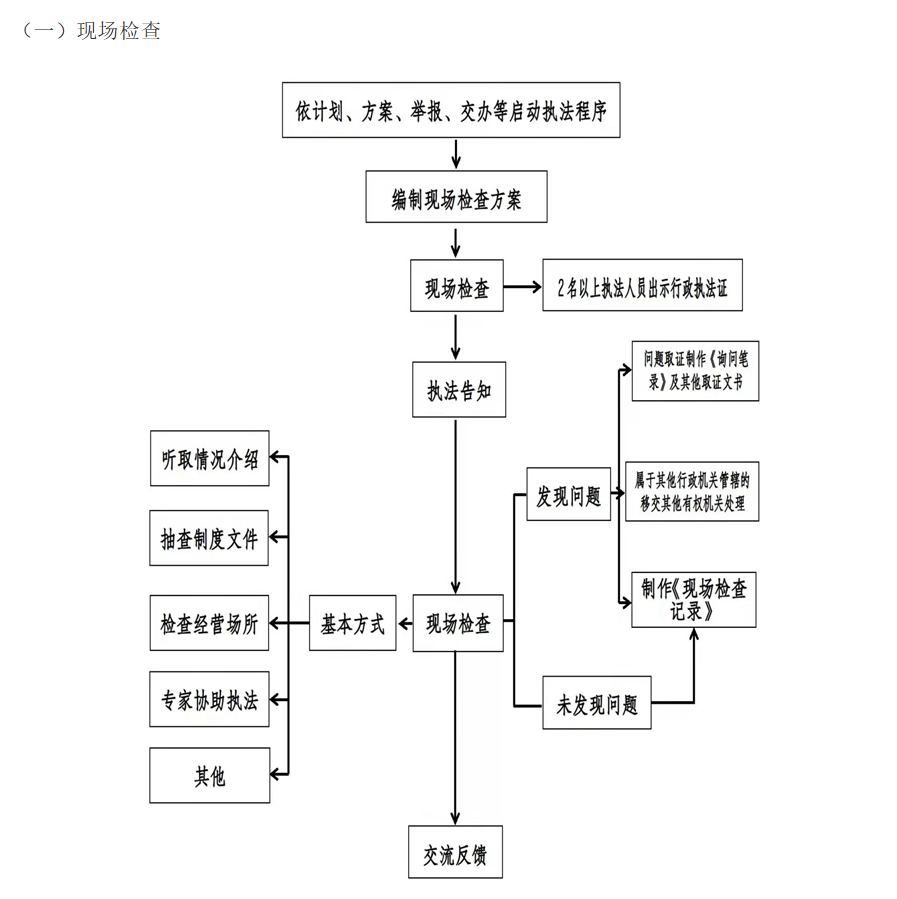 （一）现场检查
依计划、方案、举报、交办等启动执法程序
编制现场检查方案
现场检查
2名以上执法人员出示行政执法证
执法告知
问题取证制作《询问笔
录》及其他取证文书
听取情况介绍
发现问题
属于其他行政机关管辖的
移交其他有权机关处理
抽查制度文件
制作《现场检查
记录》
检查经营场所
基本方式
现场检查
专家协助执法
未发现问题
其他
交流反馈